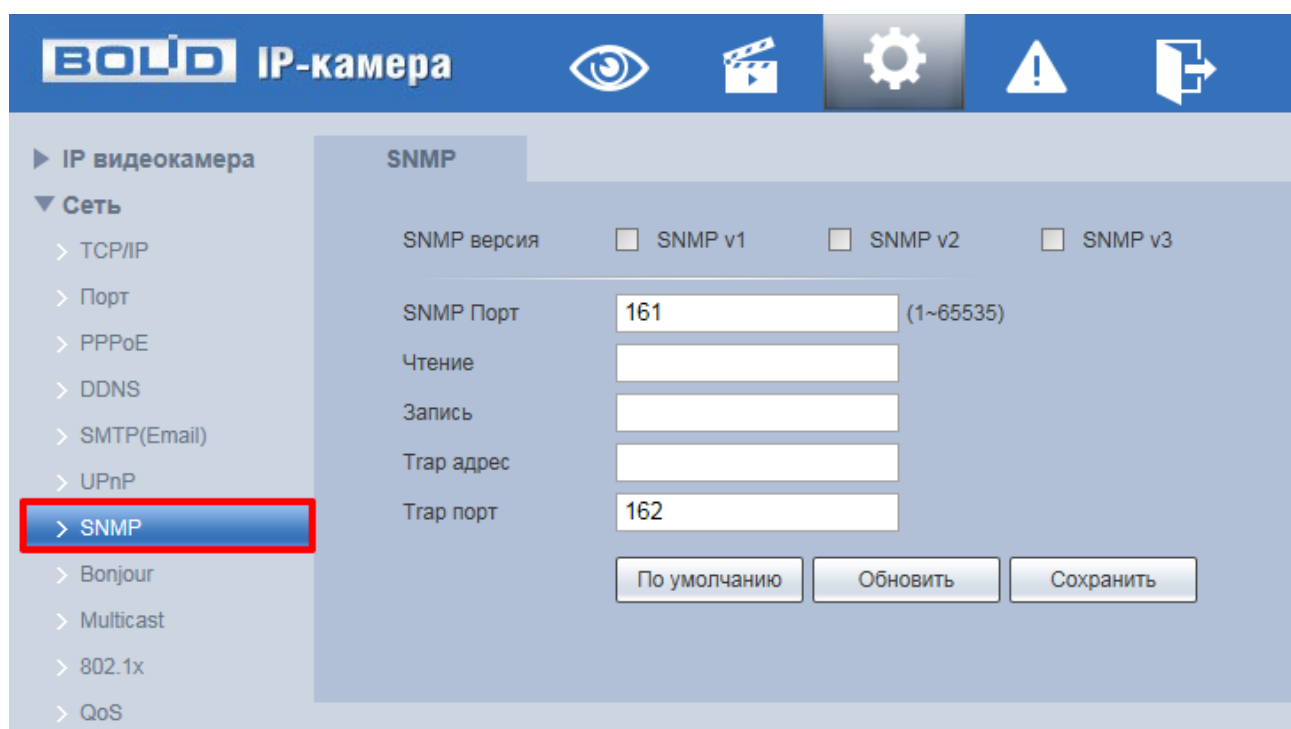 BOLID IP-камера
IP видеокамера
Сеть
TCP/IP
Порт
PPPoE
DDNS
SMTP(Email)
UPnP
SNMP
Bonjour
Multicast
802.1x
QoS
SNMP
SNMP версия SNMP v1 SNMP v2 SNMP v3
SNMP Порт 161 (1~65535)
Чтение
Запись
Trap адрес
Trap порт 162
По умолчанию Обновить Сохранить